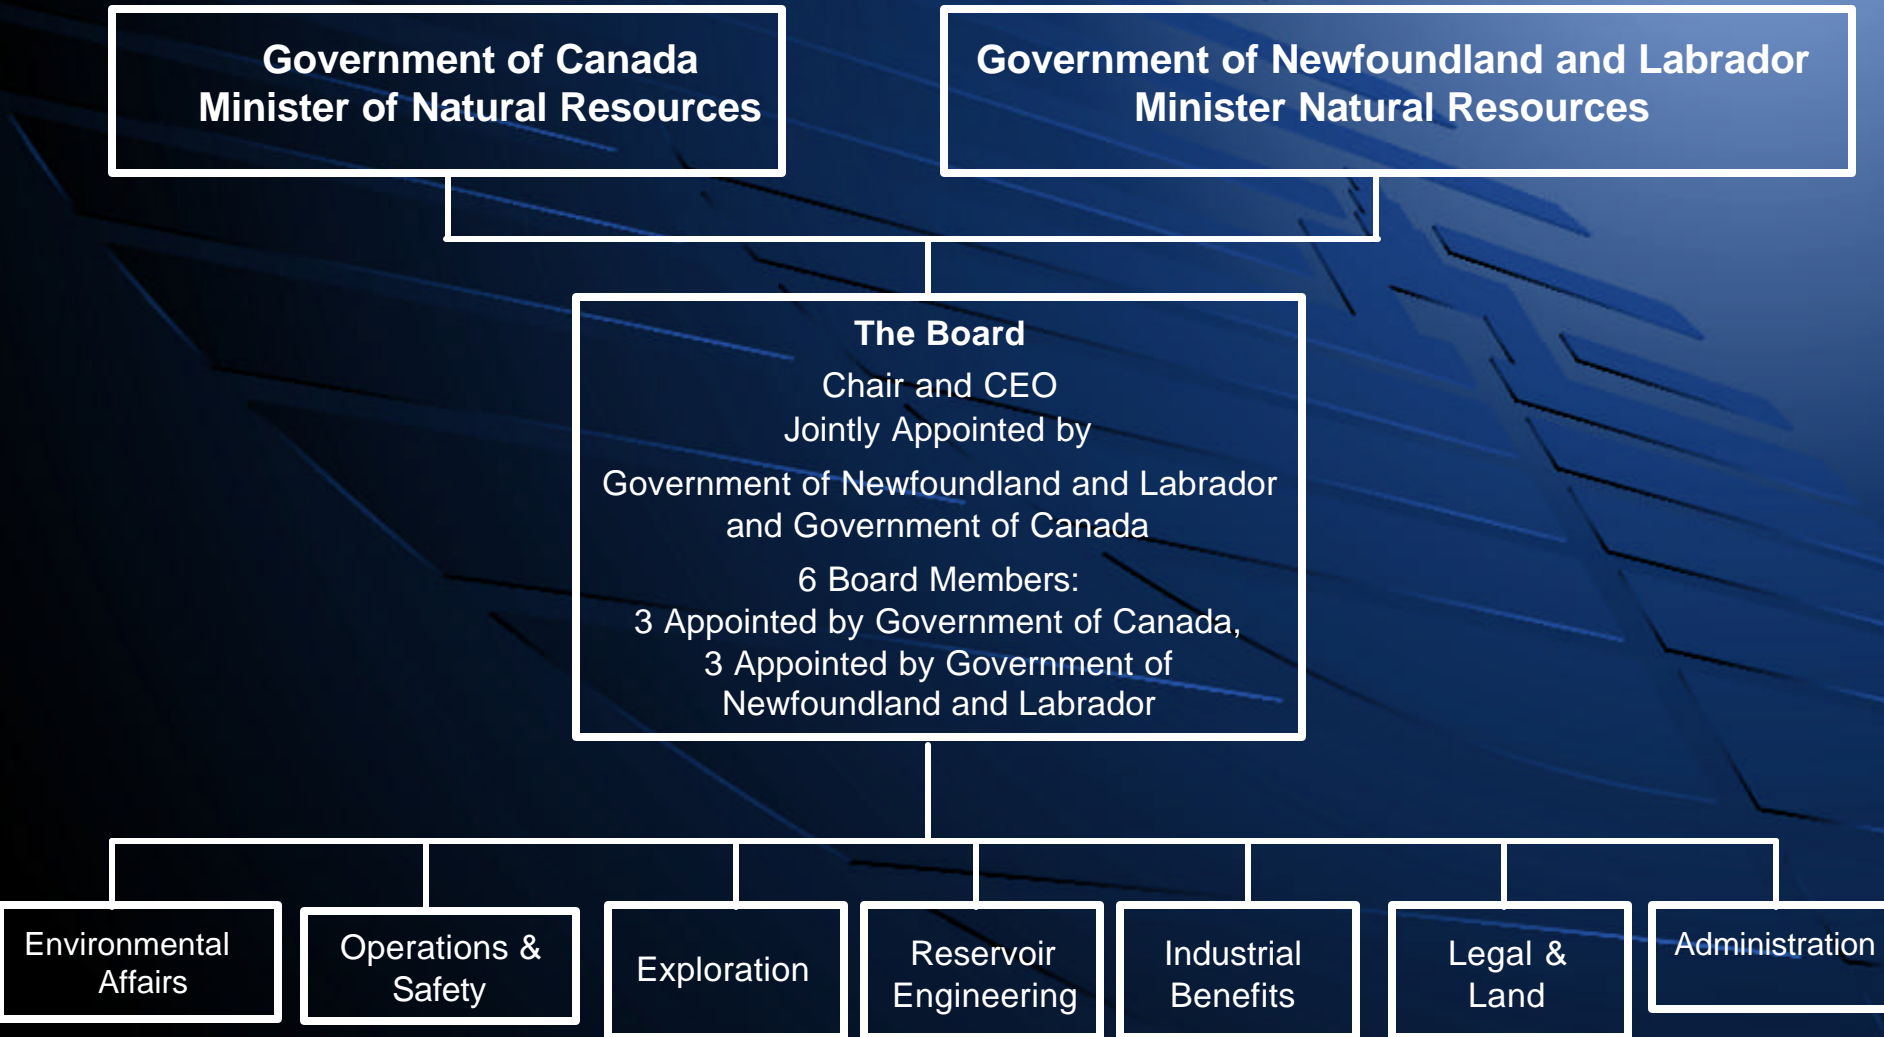 Government of Canada
Minister of Natural Resources
Government of Newfoundland and Labrador
Minister Natural Resources
The Board
Chair and CEO
Jointly Appointed by
Government of Newfoundland and Labrador
and Government of Canada
6 Board Members:
3 Appointed by Government of Canada,
3 Appointed by Government of
Newfoundland and Labrador
Environmental
Affairs
Operations &
Safety
Exploration
Reservoir
Engineering
Industrial
Benefits
Legal &
Land
Administration